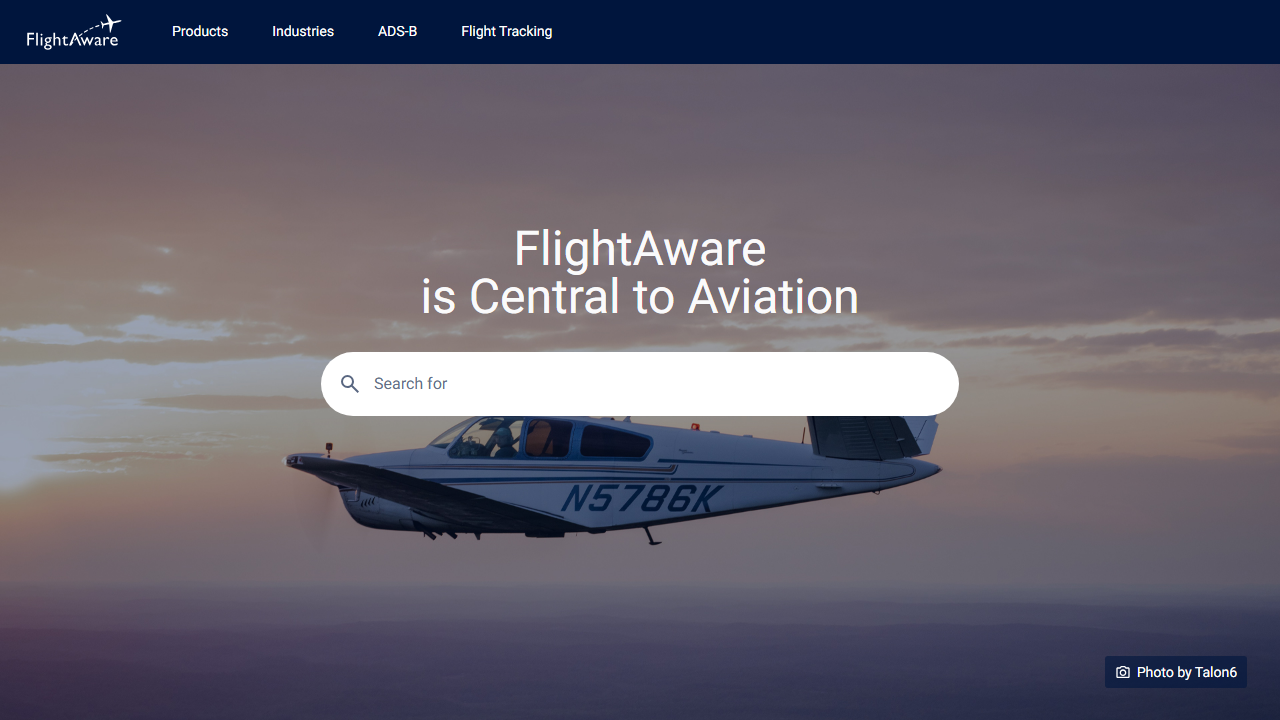 FlightAware
Products
Industries
ADS-B
Flight Tracking
FlightAware
is Central to Aviation
Search for
N5786K
Photo by Talon6